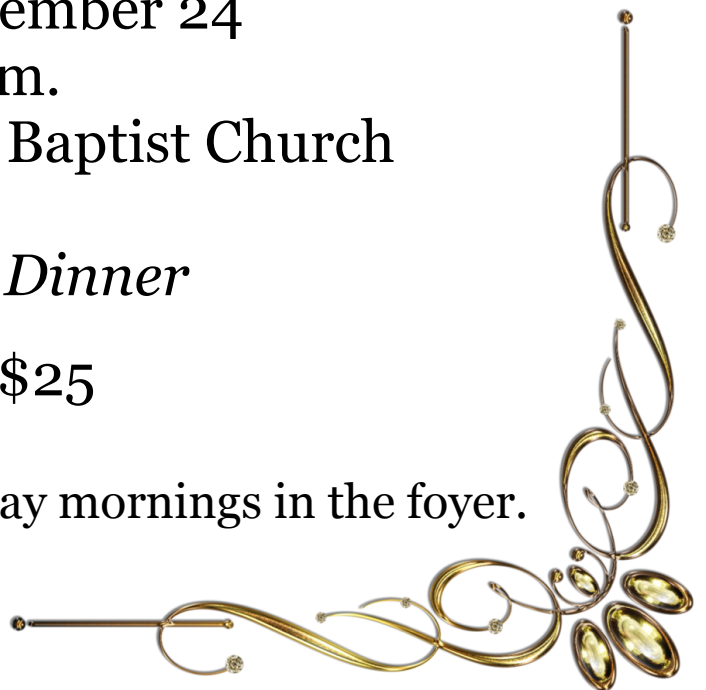 ember 24
m.
Baptist Church
Dinner
$25
ay mornings in the foyer.